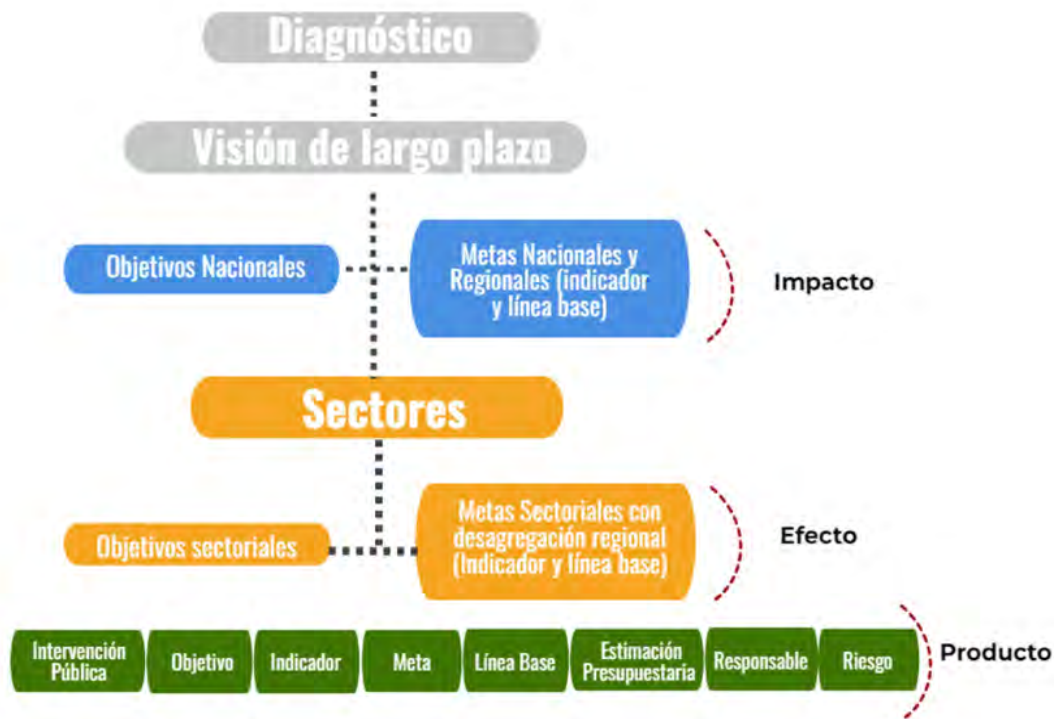 Diagnóstico
Visión de largo plazo
Objetivos Nacionales
Metas Nacionales y
Regionales (indicador
y línea base)
Impacto
Sectores
Objetivos sectoriales
Metas Sectoriales con
desagregación regional
(Indicador y línea base)
Efecto
Intervención
Pública
Objetivo
Indicador
Meta
Línea Base
Estimación
Presupuestaria
Responsable
Riesgo
Producto